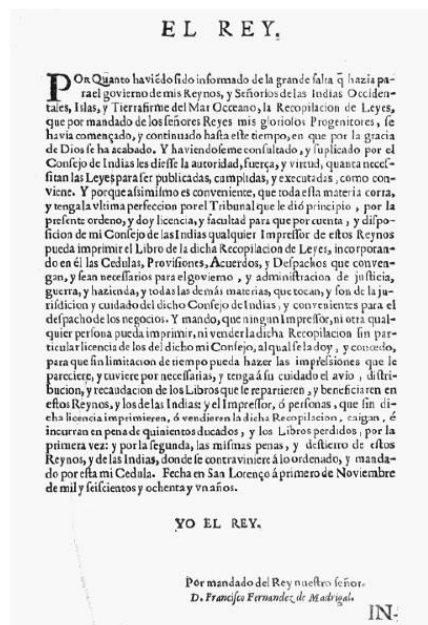 EL REY.
POR Quanto haviẽdo sido informado de la grande falta q̃ hazia pa-
ra el govierno de mis Reynos, y Señorios de las Indias Occiden-
tales, Islas, y Tierrafirme del Mar Occeano, la Recopilacion de Leyes,
que por mandado de los señores Reyes mis gloriosos Progenitores, se
havia començado, y continuado hasta este tiempo, en que por la gracia
de Dios se ha acabado. Y haviendoseme consultado, y suplicado por el
Consejo de Indias les diesse la autoridad, fuerça, y virtud, quanta neces-
sitan las Leyes para ser publicadas, cumplidas, y executadas, como con-
viene. Y porque assimismo es conveniente, que toda esta materia corra,
y tenga la vltima perfeccion por el Tribunal que le diò principio, por la
presente ordeno, y doy licencia, y facultad para que por cuenta, y dispo-
sicion de mi Consejo de las Indias qualquier Impressor de estos Reynos
pueda imprimir el Libro de la dicha Recopilacion de Leyes, incorporan-
do en èl las Cedulas, Provisiones, Acuerdos, y Despachos que conven-
gan, y sean necessarios para el govierno, y administracion de justicia,
guerra, y hazienda, y todas las demàs materias, que tocan, y son de la ju-
risdicion y cuidado del dicho Consejo de Indias, y convenientes para el
despacho de los negocios. Y mando, que ningun Impressor, ni otra qual-
quier persona pueda imprimir, ni vender la dicha Recopilacion sin par-
ticular licencia de los del dicho mi Consejo, al qual se la doy, y concedo,
para que sin limitacion de tiempo pueda hazer las impressiones que le
pareciere, y tuviere por necessarias, y tenga à su cuidado el avio, distri-
bucion, y recaudacion de los Libros que se repartieren, y beneficiaren en
estos Reynos, y los de las Indias y el Impressor, ò personas, que sin di-
cha licencia imprimieren, ò vendieren la dicha Recopilacion, caigan, è
incurran en pena de quinientos ducados, y los Libros perdidos, por la
primera vez: y por la segunda, las mismas penas, y destierro de estos
Reynos, y de las Indias, donde se contraviniere à lo ordenado, y manda-
do por esta mi Cedula. Fecha en San Lorenço à primero de Noviembre
de mil y seiscientos y ochenta y vn años.
YO EL REY.
Por mandado del Rey nuestro señor.
D. Francisco Fernandez de Madrigal.
IN-